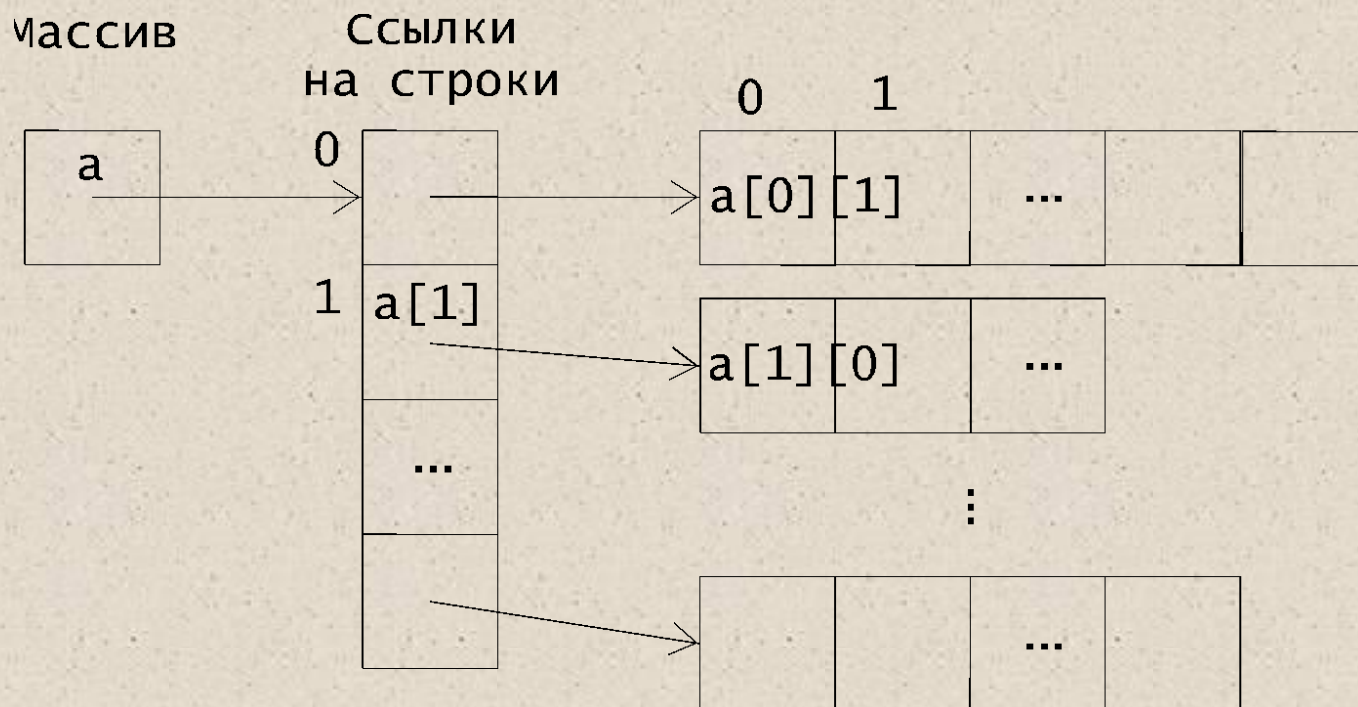 Массив
Ссылки
на строки
0 1
a
0
a[0][1] ...
1 a[1]
a[1][0] ...
...
⋮
...